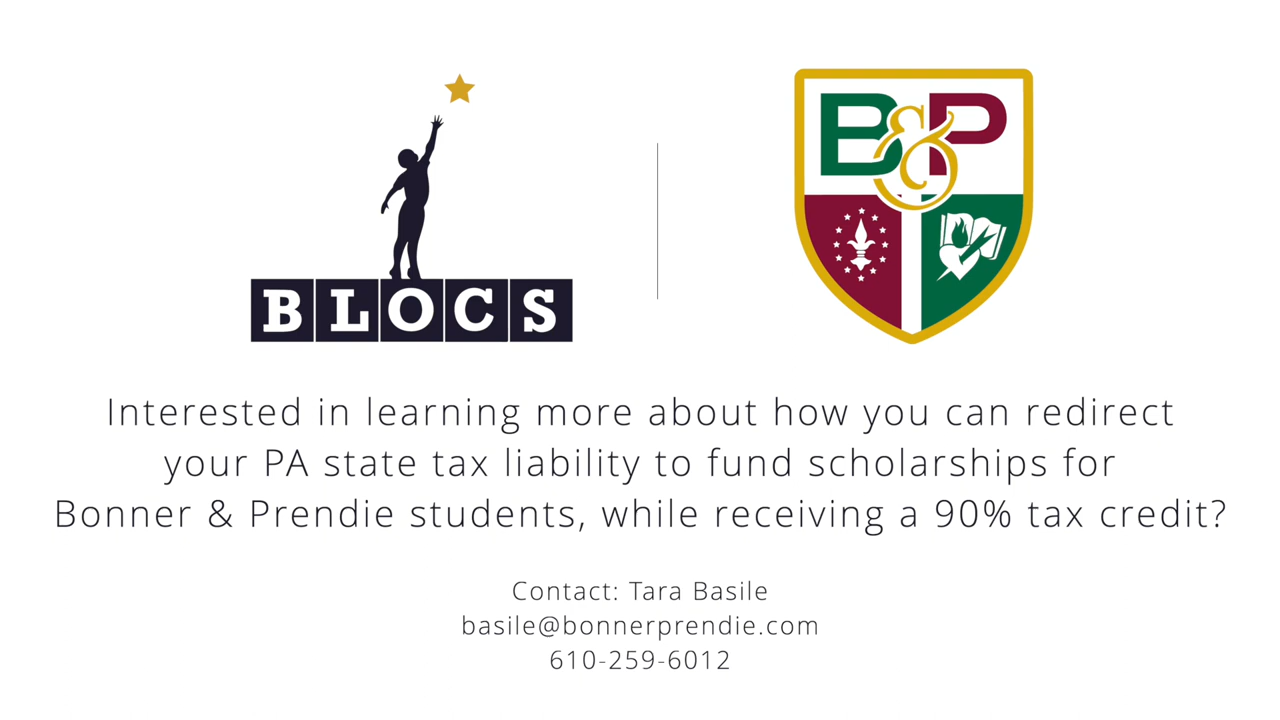 BLOCS
B&P
Interested in learning more about how you can redirect
your PA state tax liability to fund scholarships for
Bonner & Prendie students, while receiving a 90% tax credit?
Contact: Tara Basile
basile@bonnerprendie.com
610-259-6012